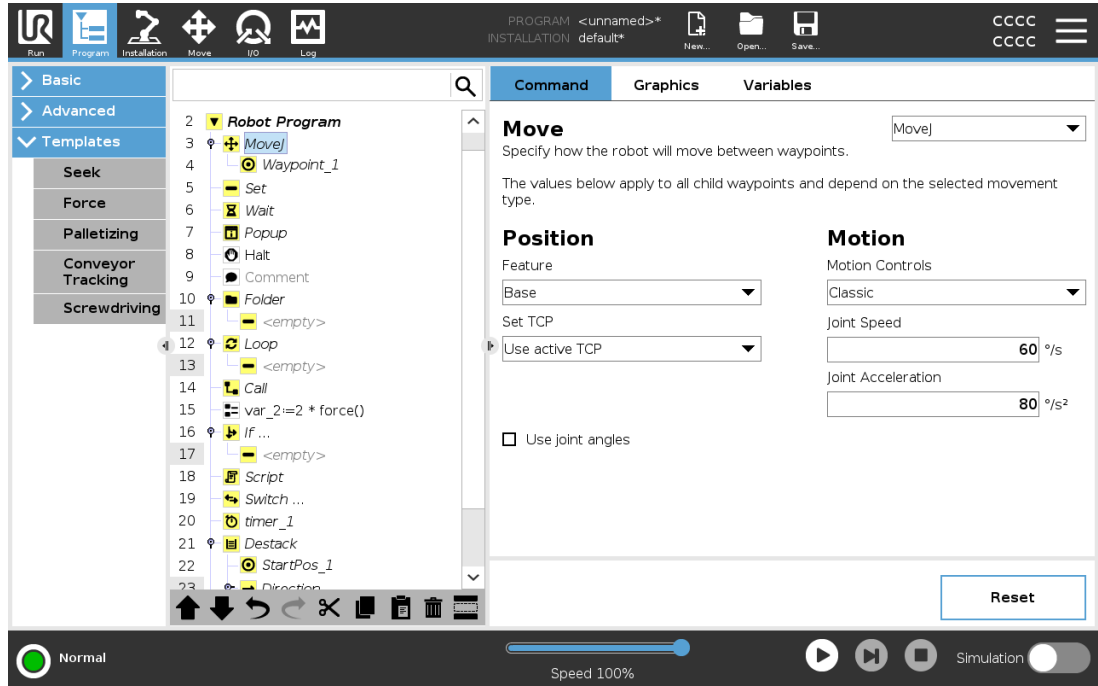 PROGRAM <unnamed>*
INSTALLATION default*
CCCC
CCCC
Run
Program
Installation
Move
I/O
Log
New...
Open...
Save...
Basic
Advanced
Templates
Seek
Force
Palletizing
Conveyor
Tracking
Screwdriving
2 Robot Program
3 MoveJ
4 Waypoint_1
5 Set
6 Wait
7 Popup
8 Halt
9 Comment
10 Folder
11 <empty>
12 Loop
13 <empty>
14 Call
15 var_2:=2 * force()
16 If ...
17 <empty>
18 Script
19 Switch ...
20 timer_1
21 Destack
22 StartPos_1
23 Direction
Command Graphics Variables
Move
MoveJ
Specify how the robot will move between waypoints.
The values below apply to all child waypoints and depend on the selected movement
type.
Position
Feature
Base
Set TCP
Use active TCP
Use joint angles
Motion
Motion Controls
Classic
Joint Speed
60 °/s
Joint Acceleration
80 °/s²
Reset
Normal
Speed 100%
Simulation